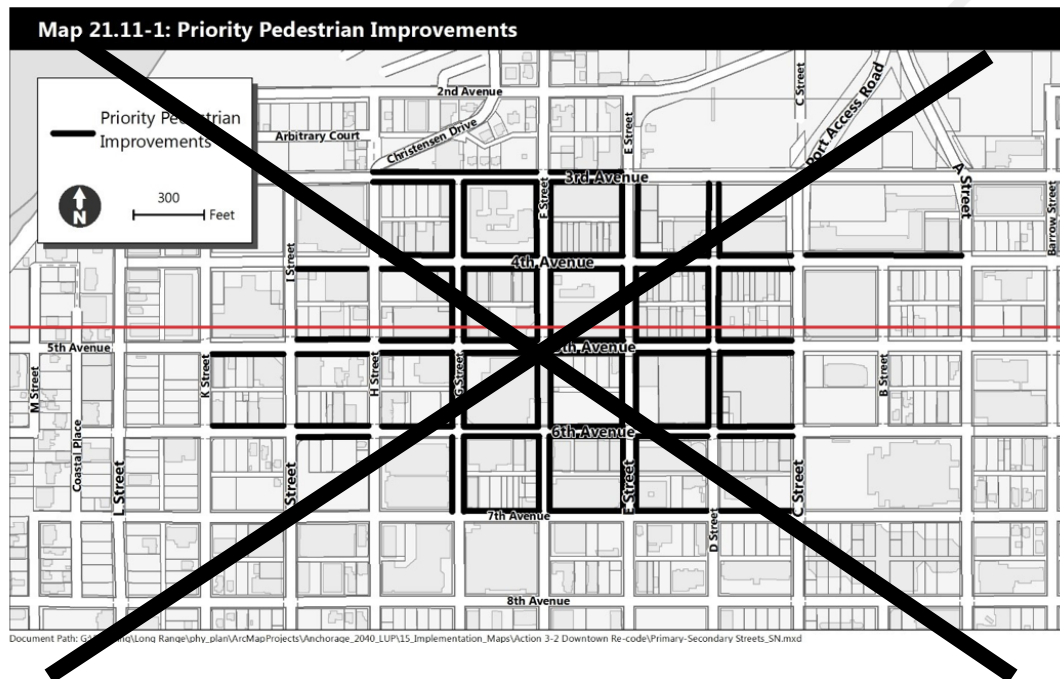 Map 21.11-1: Priority Pedestrian Improvements
Priority Pedestrian
Improvements
N
300
Feet
2nd Avenue
Arbitrary Court
Christensen Drive
E Street
C Street
Port Access Road
A Street
Barrow Street
3rd Avenue
F Street
I Street
4th Avenue
5th Avenue
M Street
K Street
H Street
G Street
Avenue
B Street
Coastal Place
L Street
Street
6th Avenue
E Street
C Street
7th Avenue
D Street
8th Avenue
Document Path: \Long Range\phy_plan\ArcMapProjects\Anchorage_2040_LUP\15_Implementation_Maps\Action 3-2 Downtown Re-code\Primary-Secondary Streets_SN.mxd